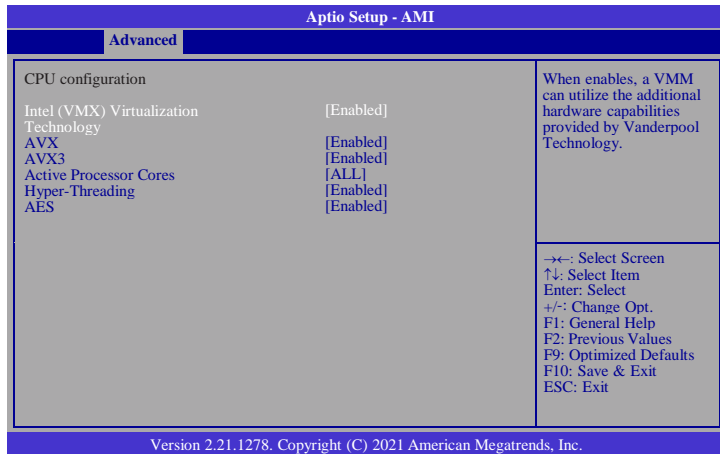 Aptio Setup - AMI
Advanced
CPU configuration
Intel (VMX) Virtualization [Enabled]
Technology
AVX [Enabled]
AVX3 [Enabled]
Active Processor Cores [ALL]
Hyper-Threading [Enabled]
AES [Enabled]
When enables, a VMM
can utilize the additional
hardware capabilities
provided by Vanderpool
Technology.
→←: Select Screen
↑↓: Select Item
Enter: Select
+/-: Change Opt.
F1: General Help
F2: Previous Values
F9: Optimized Defaults
F10: Save & Exit
ESC: Exit
Version 2.21.1278. Copyright (C) 2021 American Megatrends, Inc.